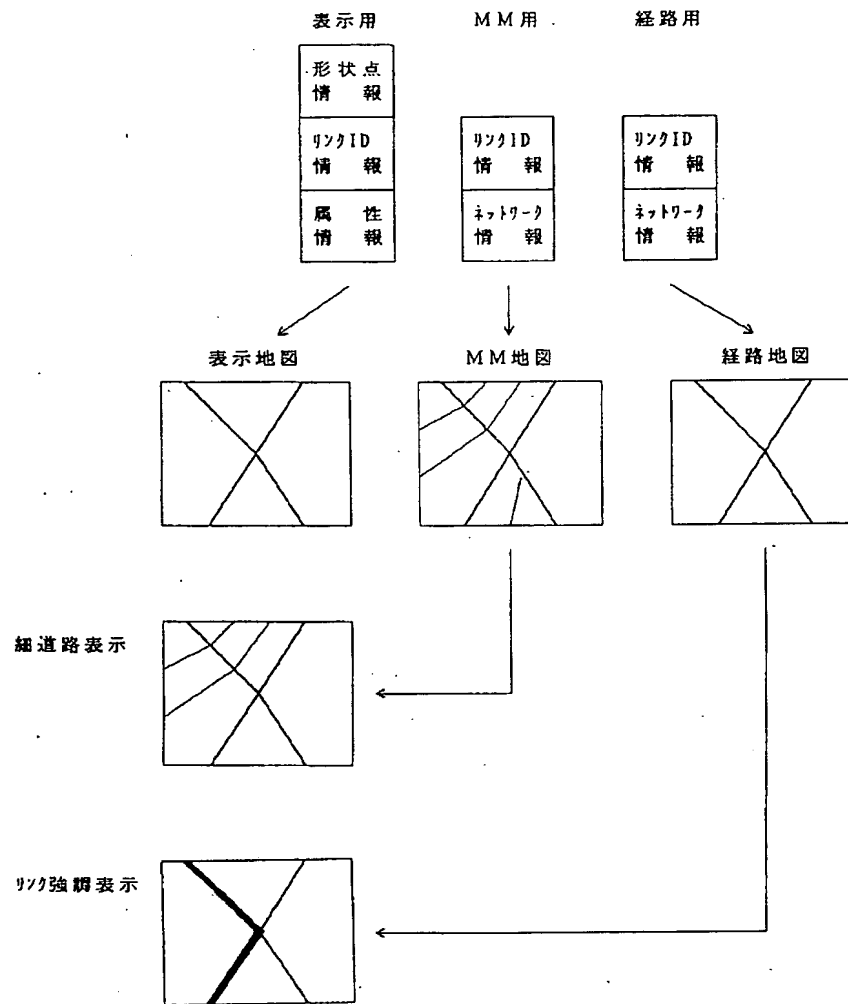 表示用
MM用
経路用
形状点
情報
リンクID
情報
属性
情報
リンクID
情報
ネットワーク
情報
リンクID
情報
ネットワーク
情報
表示地図
MM地図
経路地図
細道路表示
リンク強調表示